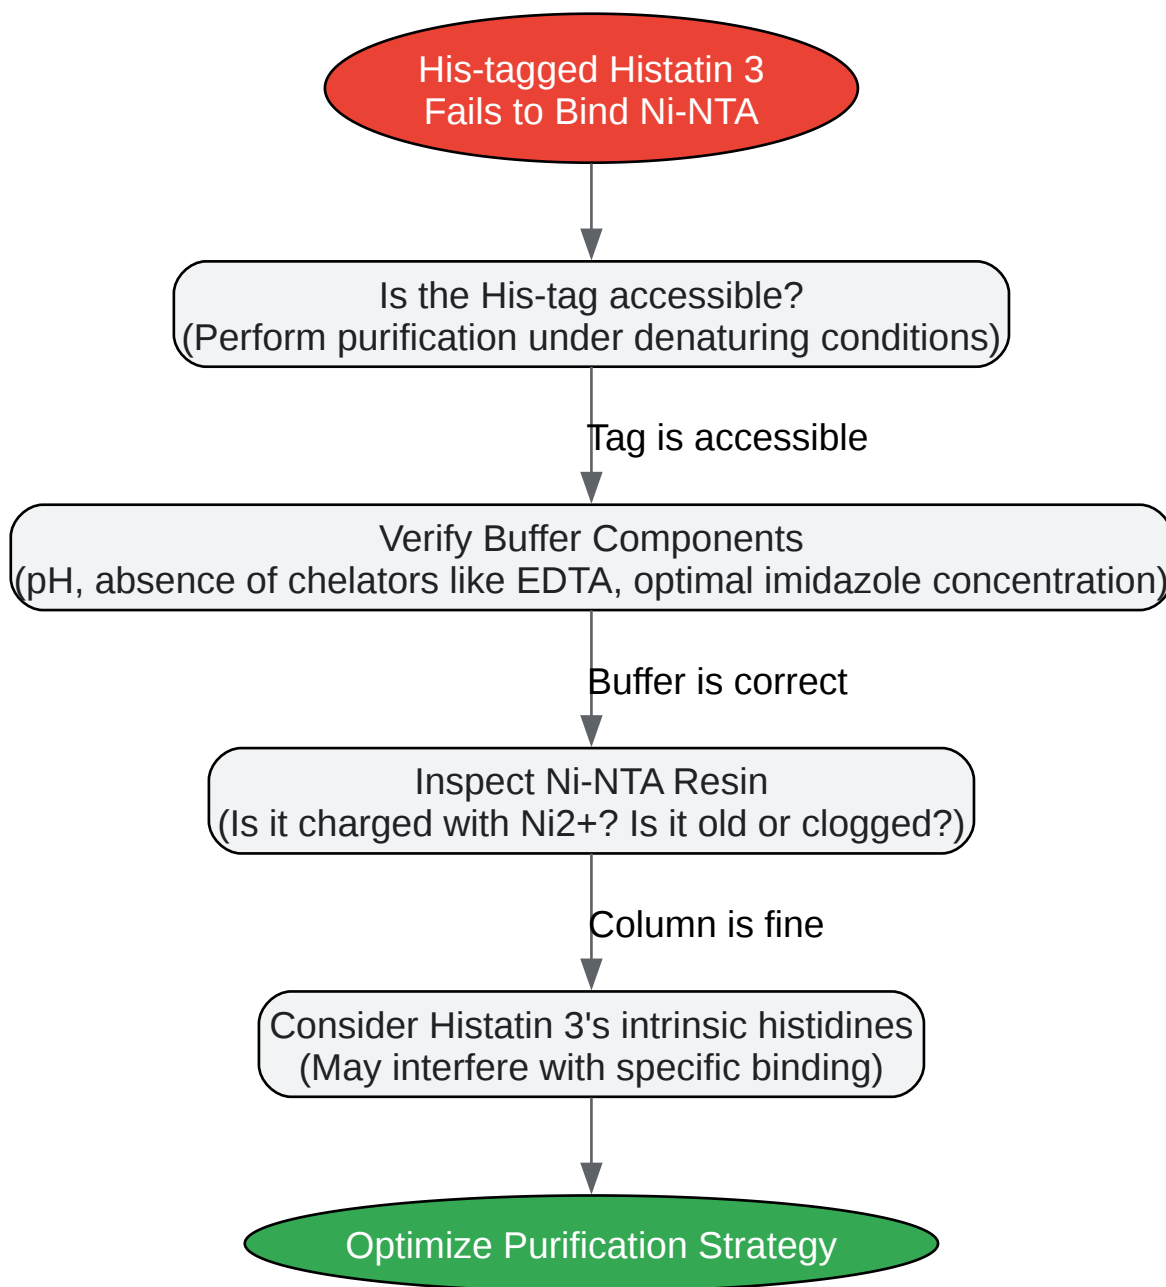 His-tagged Histatin 3
Fails to Bind Ni-NTA
Is the His-tag accessible?
(Perform purification under denaturing conditions)
Tag is accessible
Verify Buffer Components
(pH, absence of chelators like EDTA, optimal imidazole concentration)
Buffer is correct
Inspect Ni-NTA Resin
(Is it charged with Ni2+? Is it old or clogged?)
Column is fine
Consider Histatin 3's intrinsic histidines
(May interfere with specific binding)
Optimize Purification Strategy